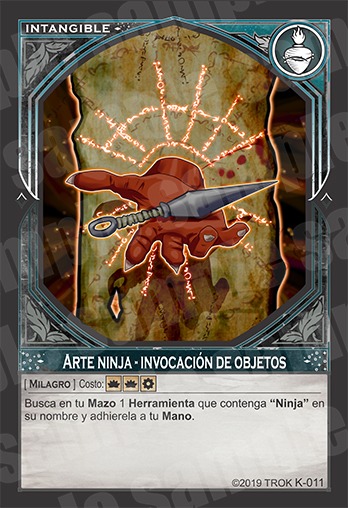 INTANGIBLE
ARTE NINJA - INVOCACIÓN DE OBJETOS
[ MILAGRO ] Costo:
Busca en tu Mazo 1 Herramienta que contenga “Ninja” en
su nombre y adhierela a tu Mano.
©2019 TROK K-011